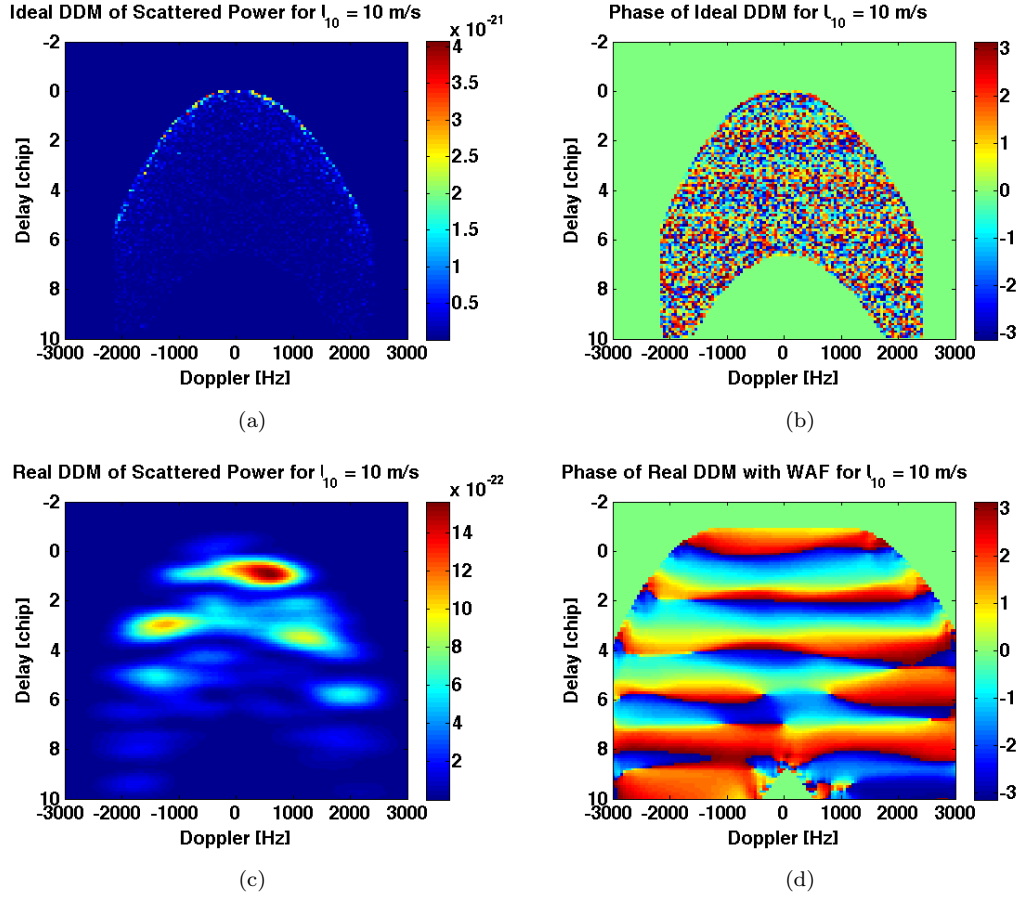 Ideal DDM of Scattered Power for U10 = 10 m/s
x 10-21
Delay [chip]
-2
0
2
4
6
8
10
-3000 -2000 -1000 0 1000 2000 3000
Doppler [Hz]
4
3.5
3
2.5
2
1.5
1
0.5
(a)
Phase of Ideal DDM for U10 = 10 m/s
Delay [chip]
-2
0
2
4
6
8
10
-3000 -2000 -1000 0 1000 2000 3000
Doppler [Hz]
3
2
1
0
-1
-2
-3
(b)
Real DDM of Scattered Power for U10 = 10 m/s
x 10-22
Delay [chip]
-2
0
2
4
6
8
10
-3000 -2000 -1000 0 1000 2000 3000
Doppler [Hz]
14
12
10
8
6
4
2
(c)
Phase of Real DDM with WAF for U10 = 10 m/s
Delay [chip]
-2
0
2
4
6
8
10
-3000 -2000 -1000 0 1000 2000 3000
Doppler [Hz]
3
2
1
0
-1
-2
-3
(d)